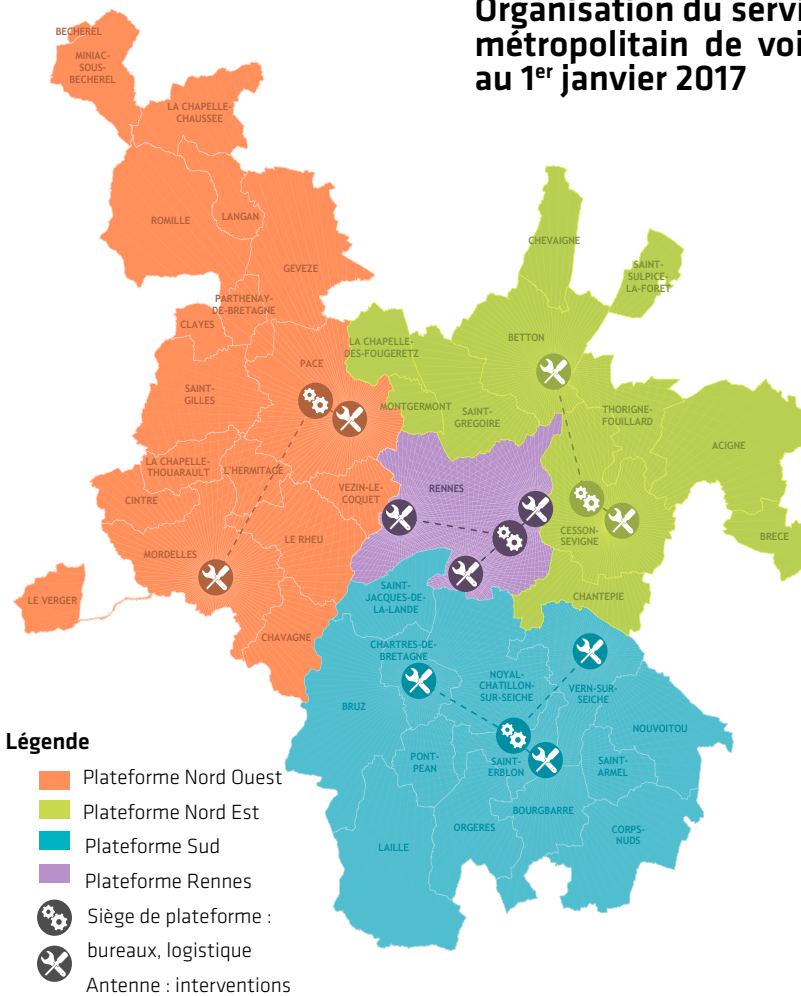 Organisation du servi
métropolitain de voi
au 1er janvier 2017
BECHEREL
MINIAC-
SOUS-
BECHEREL
LA CHAPELLE-
CHAUSSEE
ROMILLE
LANGAN
GEVEZE
PARTHENAY-
DE-BRETAGNE
CLAYES
PACE
SAINT-
GILLES
LA CHAPELLE-
THOUARAULT
L'HERMITAGE
CINTRE
VEZIN-LE-
COQUET
LE RHEU
MORDELLES
LE VERGER
CHAVAGNE
CHEVAIGNE
SAINT-
SULPICE-
LA-FORET
BETTON
LA CHAPELLE-
DES-FOUGERETZ
MONTGERMONT
SAINT-
GREGOIRE
THORIGNE-
FOUILLARD
ACIGNE
BRECE
CESSON-
SEVIGNE
CHANTEPIE
RENNES
SAINT-
JACQUES-DE-
LA-LANDE
CHARTRES-DE-
BRETAGNE
BRUZ
NOYAL-
CHATILLON-
SUR-SEICHE
VERN-SUR-
SEICHE
NOUVOITOU
PONT-
PEAN
SAINT-
ERBLON
SAINT-
ARMEL
BOURGBARRE
ORGERES
CORPS-
NUDS
LAILLE
Légende
Plateforme Nord Ouest
Plateforme Nord Est
Plateforme Sud
Plateforme Rennes
Siège de plateforme :
bureaux, logistique
Antenne : interventions